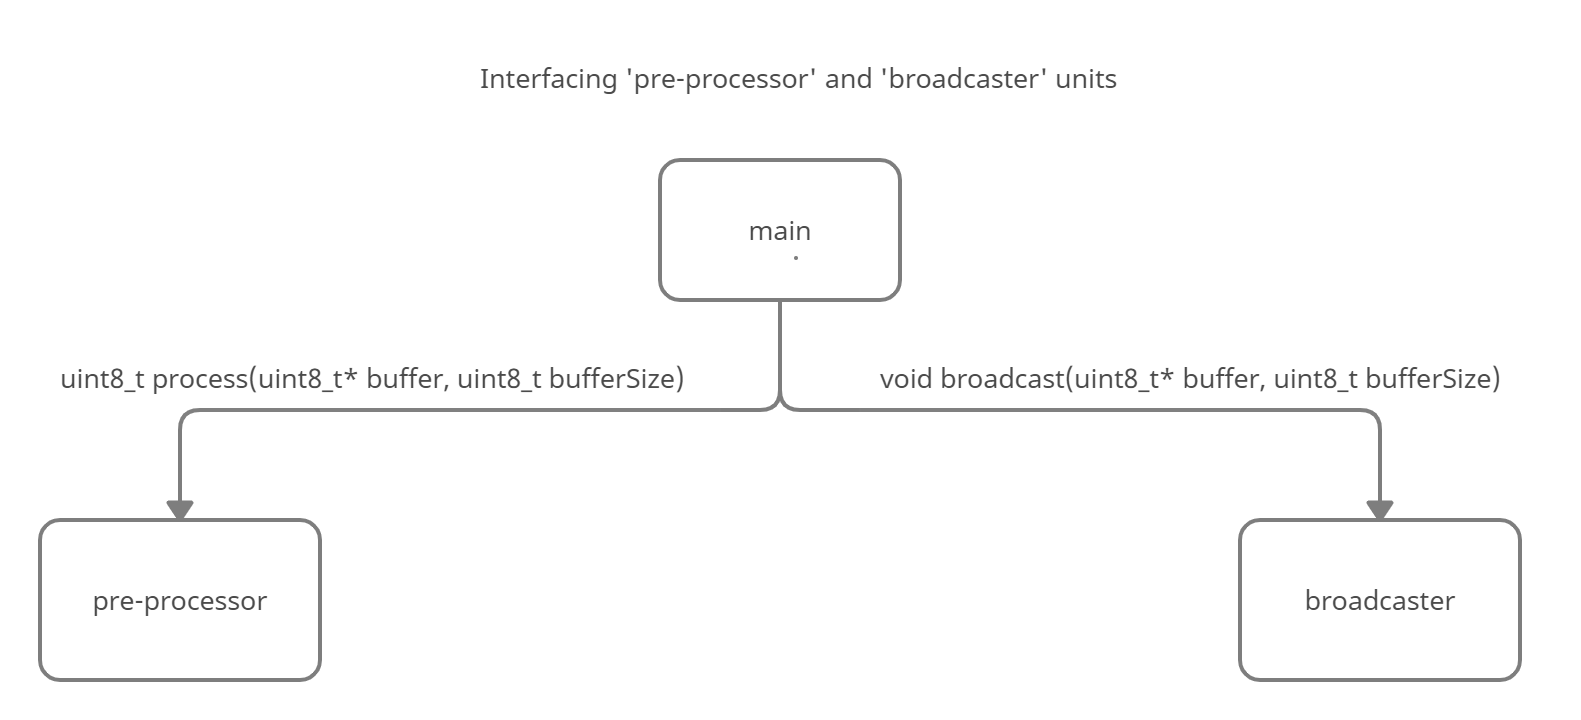 Interfacing 'pre-processor' and 'broadcaster' units
main
uint8_t process(uint8_t* buffer, uint8_t bufferSize)
void broadcast(uint8_t* buffer, uint8_t bufferSize)
pre-processor
broadcaster